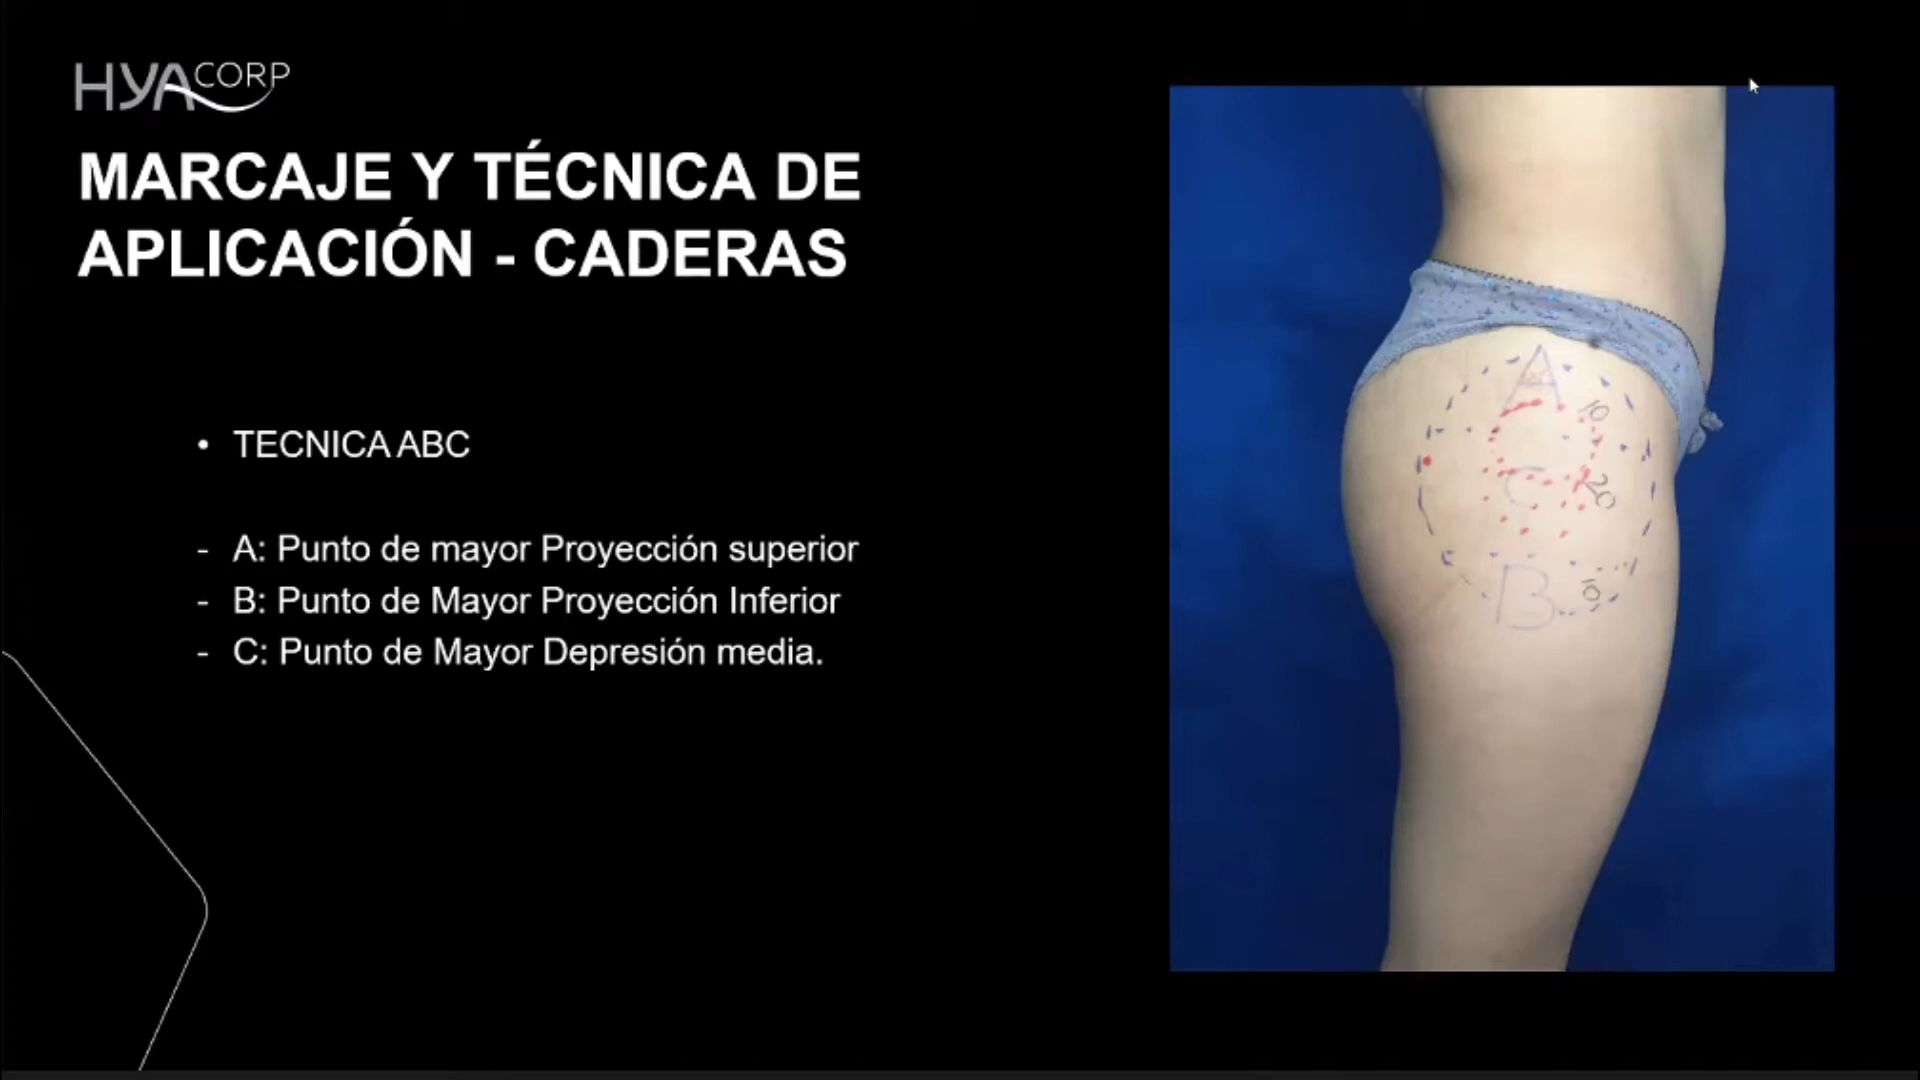 HYACORP
MARCAJE Y TÉCNICA DE
APLICACIÓN - CADERAS
• TECNICA ABC
- A: Punto de mayor Proyección superior
- B: Punto de Mayor Proyección Inferior
- C: Punto de Mayor Depresión media.
A
10
C
20
B
10